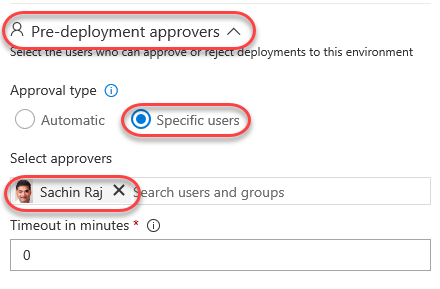 Pre-deployment approvers
Select the users who can approve or reject deployments to this environment
Approval type
Automatic Specific users
Select approvers
Sachin Raj Search users and groups
Timeout in minutes *
0